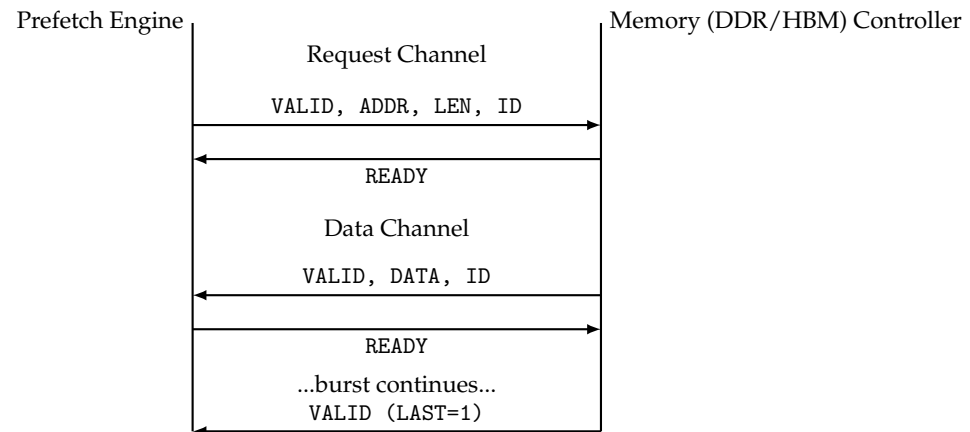 Prefetch Engine
Memory (DDR/HBM) Controller
Request Channel
VALID, ADDR, LEN, ID
READY
Data Channel
VALID, DATA, ID
READY
...burst continues...
VALID (LAST=1)